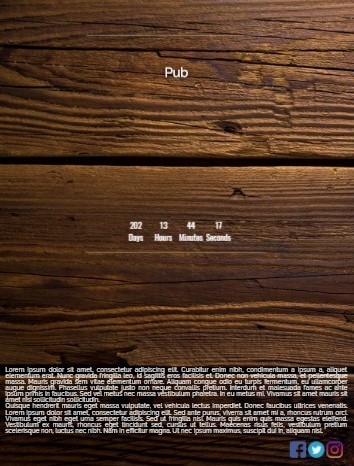 Pub
202 13 44 17
Days Hours Minutes Seconds
Lorem ipsum dolor sit amet, consectetur adipiscing elit. Curabitur enim nibh, condimentum a ipsum a, aliquet
elementum erat. Nunc gravida fringilla leo, id sagittis eros facilisis et. Donec non vehicula massa, et pellentesque
massa. Mauris gravida sem vitae elementum ornare. Aliquam congue odio eu turpis fermentum, eu ullamcorper
augue dignissim. Phasellus vulputate justo non neque convallis pretium. Interdum et malesuada fames ac ante
ipsum primis in faucibus. Sed vel metus nec massa vestibulum pharetra. In eu metus mi. Vivamus sit amet mauris sit
amet nisl sollicitudin sollicitudin.
Quisque hendrerit mauris eget massa vulputate, vel vehicula lectus imperdiet. Donec faucibus ultrices venenatis.
Lorem ipsum dolor sit amet, consectetur adipiscing elit. Sed ante purus, viverra sit amet mi a, rhoncus rutrum orci.
Vivamus eget nibh eget urna semper facilisis. Sed ut fringilla nisl. Mauris quis enim quis massa egestas eleifend.
Vestibulum ex mauris, rhoncus eget tincidunt sed, cursus ut tellus. Maecenas risus felis, vestibulum pretium
scelerisque non, luctus nec nibh. Nam in efficitur magna. Ut nec ipsum maximus, suscipit dui in, aliquam nisl.